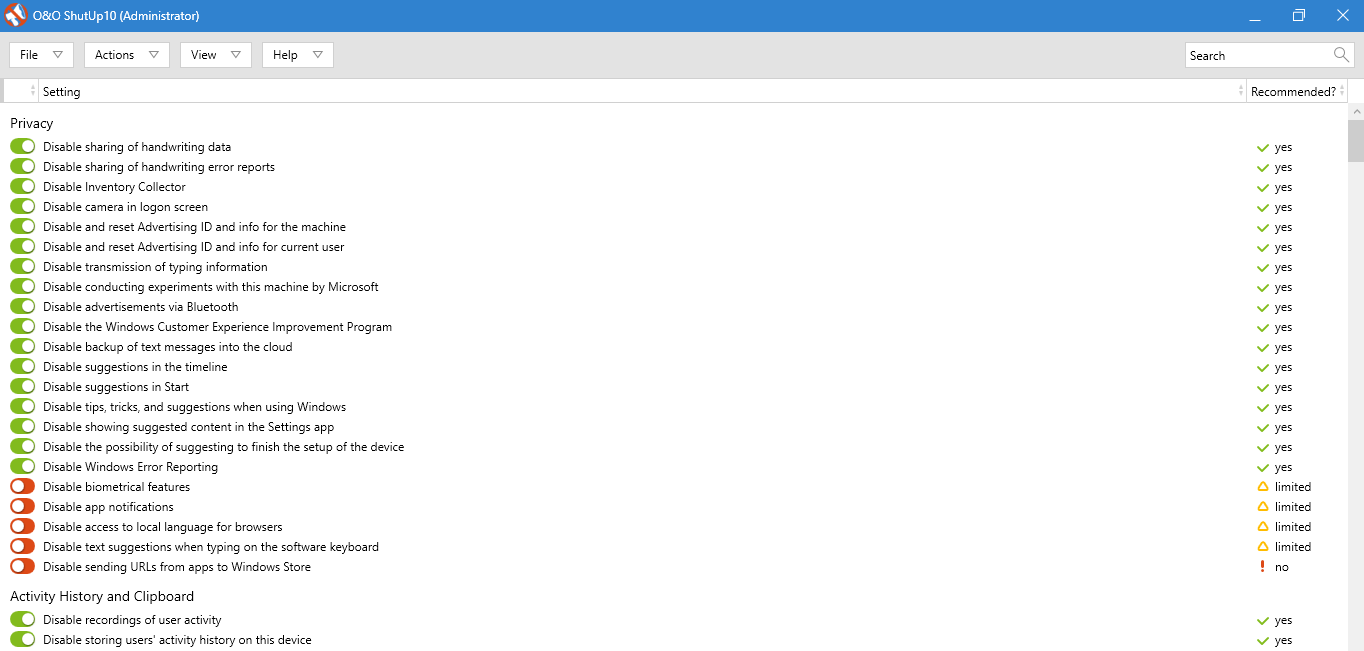 O&O ShutUp10 (Administrator)
File Actions View Help Search
Setting Recommended?
Privacy
Disable sharing of handwriting data yes
Disable sharing of handwriting error reports yes
Disable Inventory Collector yes
Disable camera in logon screen yes
Disable and reset Advertising ID and info for the machine yes
Disable and reset Advertising ID and info for current user yes
Disable transmission of typing information yes
Disable conducting experiments with this machine by Microsoft yes
Disable advertisements via Bluetooth yes
Disable the Windows Customer Experience Improvement Program yes
Disable backup of text messages into the cloud yes
Disable suggestions in the timeline yes
Disable suggestions in Start yes
Disable tips, tricks, and suggestions when using Windows yes
Disable showing suggested content in the Settings app yes
Disable the possibility of suggesting to finish the setup of the device yes
Disable Windows Error Reporting yes
Disable biometrical features limited
Disable app notifications limited
Disable access to local language for browsers limited
Disable text suggestions when typing on the software keyboard limited
Disable sending URLs from apps to Windows Store no
Activity History and Clipboard
Disable recordings of user activity yes
Disable storing users' activity history on this device yes